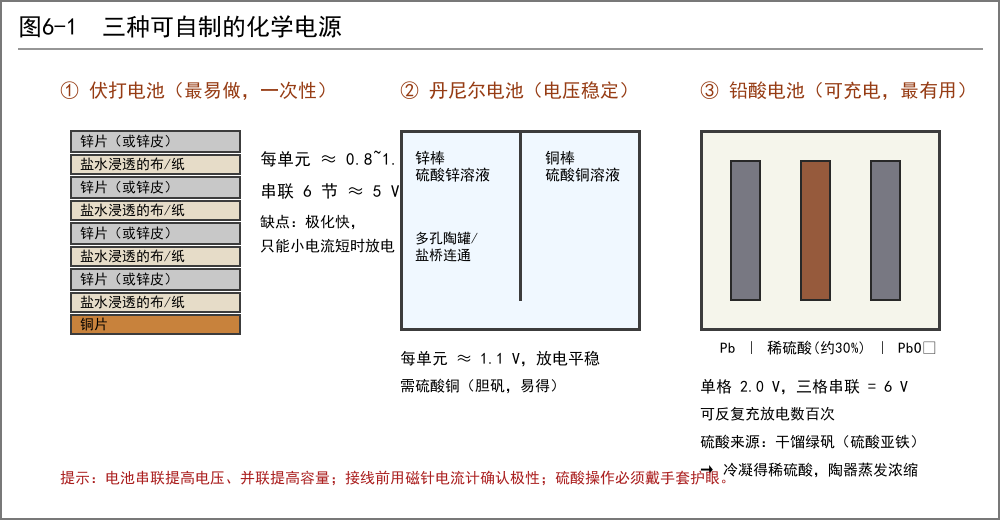 图6-1 三种可自制的化学电源
① 伏打电池（最易做，一次性）
锌片（或锌皮）
盐水浸透的布/纸
锌片（或锌皮）
盐水浸透的布/纸
锌片（或锌皮）
盐水浸透的布/纸
锌片（或锌皮）
盐水浸透的布/纸
铜片
每单元 ≈ 0.8~1.
串联 6 节 ≈ 5 V
缺点：极化快，
只能小电流短时放电
② 丹尼尔电池（电压稳定）
锌棒
硫酸锌溶液
铜棒
硫酸铜溶液
多孔陶罐/
盐桥连通
每单元 ≈ 1.1 V，放电平稳
需硫酸铜（胆矾，易得）
③ 铅酸电池（可充电，最有用）
Pb | 稀硫酸(约30%) | PbO□
单格 2.0 V，三格串联 = 6 V
可反复充放电数百次
硫酸来源：干馏绿矾（硫酸亚铁）
→ 冷凝得稀硫酸，陶器蒸发浓缩
提示：电池串联提高电压、并联提高容量；接线前用磁针电流计确认极性；硫酸操作必须戴手套护眼。